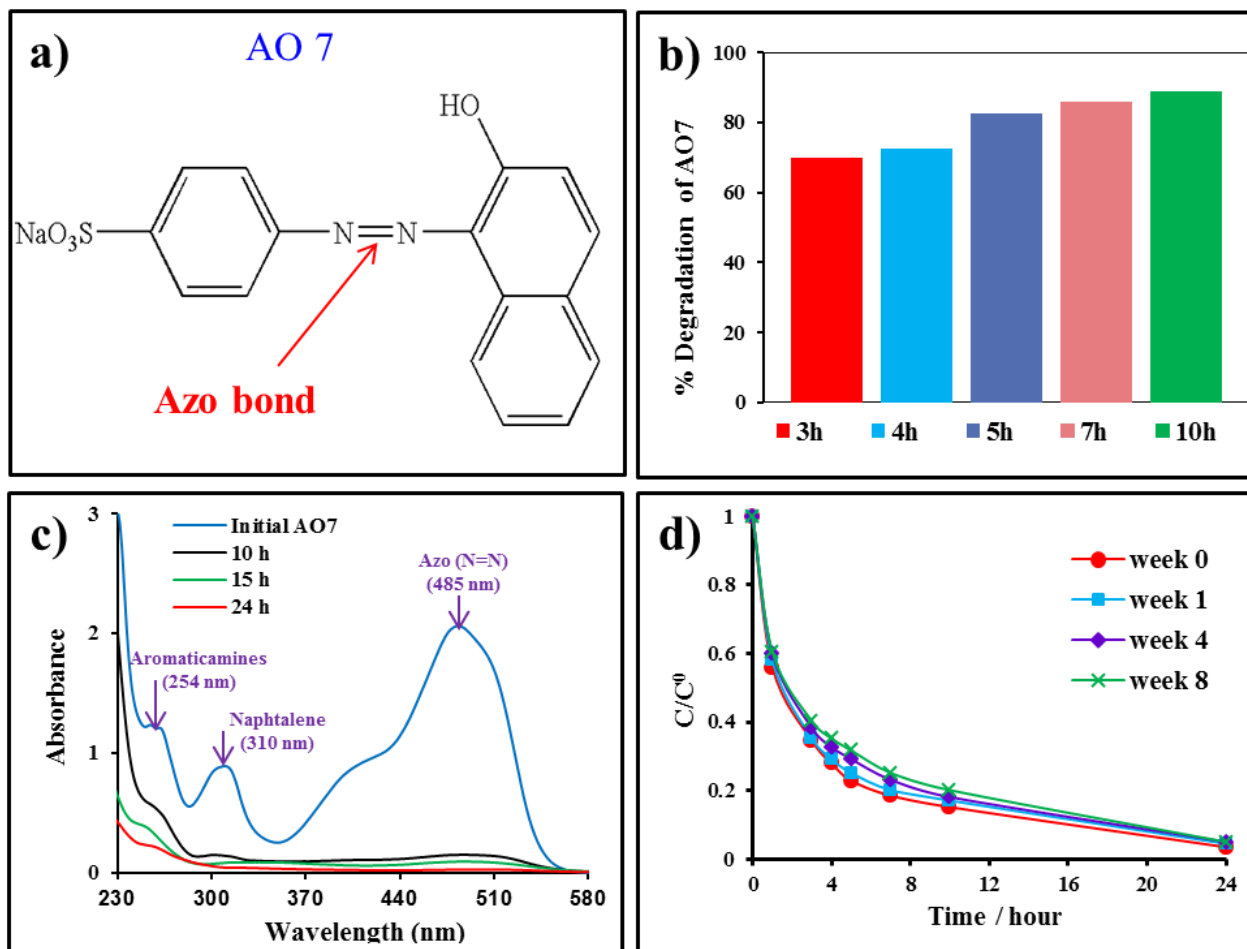 a)
AO 7
HO
NaO₃S
N=N
Azo bond
b)
% Degradation of AO7
100
80
60
40
20
0
3h 4h 5h 7h 10h
c)
Initial AO7
10 h
15 h
24 h
Azo (N=N)
(485 nm)
Aromaticamines
(254 nm)
Naphtalene
(310 nm)
Absorbance
3
2
1
0
230 300 370 440 510 580
Wavelength (nm)
d)
week 0
week 1
week 4
week 8
C/C⁰
1
0.8
0.6
0.4
0.2
0
0 4 8 12 16 20 24
Time / hour